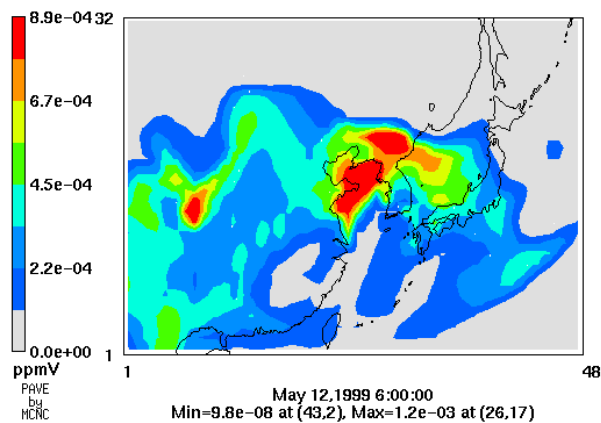 8.9e-04
32
6.7e-04
4.5e-04
2.2e-04
0.0e+00
1
ppmV
1
48
PAVE
by
MCNC
May 12,1999 6:00:00
Min=9.8e-08 at (43,2), Max=1.2e-03 at (26,17)